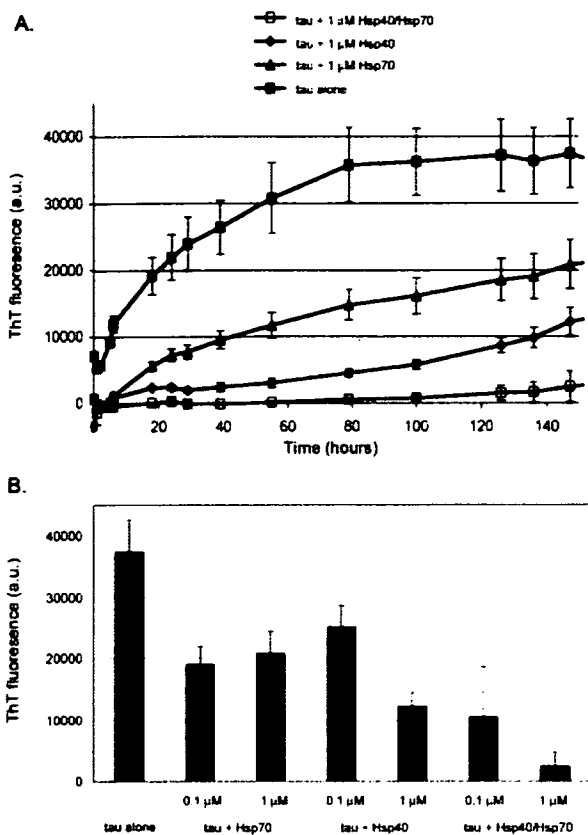 A.
tau + 1 µM Hsp40/Hsp70
tau + 1 µM Hsp40
tau + 1 µM Hsp70
tau alone
ThT fluoresence (a.u.)
40000
30000
20000
10000
0
0 20 40 60 80 100 120 140
Time (hours)
B.
ThT fluoresence (a.u.)
40000
30000
20000
10000
0
0.1 µM 1 µM 0.1 µM 1 µM 0.1 µM 1 µM
tau alone tau + Hsp70 tau + Hsp40 tau + Hsp40/Hsp70